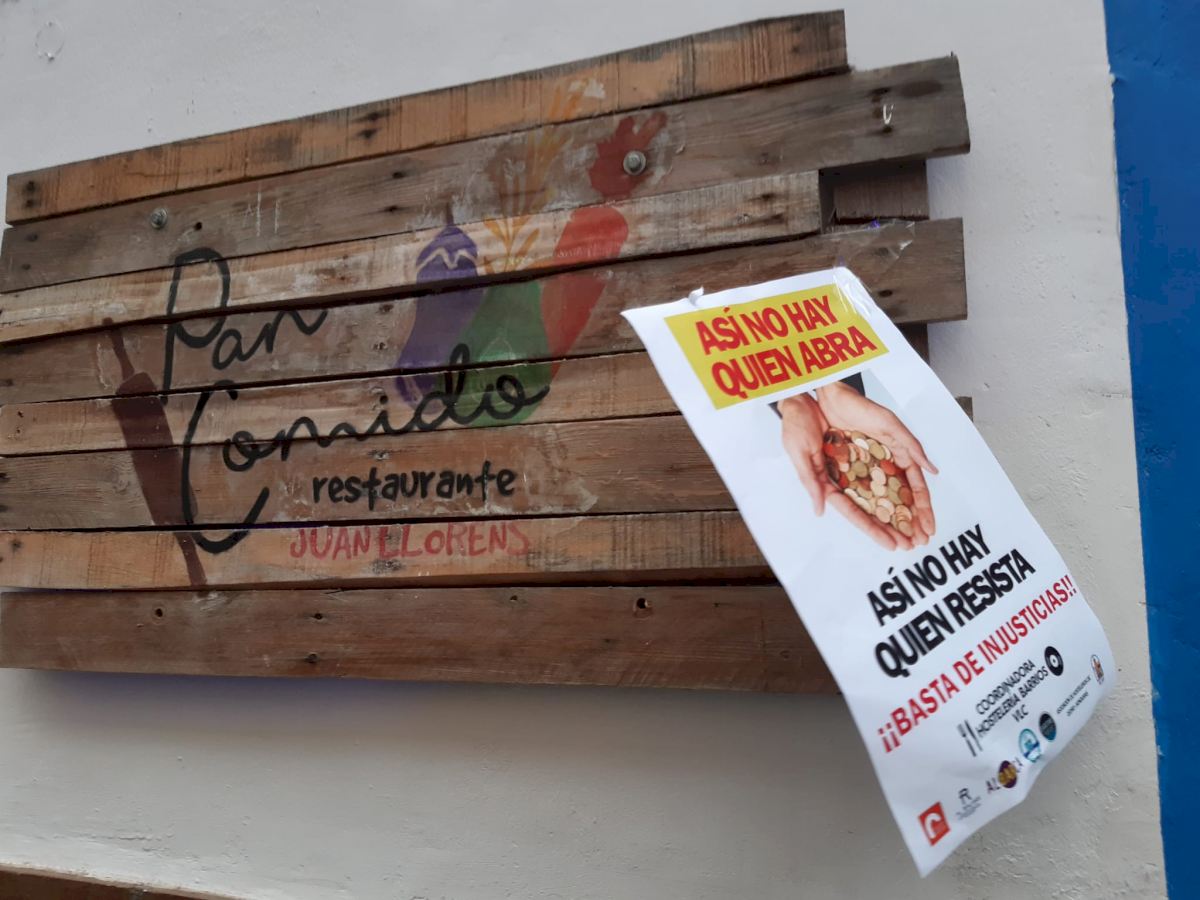 Pan
Comido
restaurante
JUAN LLORENS
ASÍ NO HAY
QUIEN ABRA
ASÍ NO HAY
QUIEN RESISTA
¡¡BASTA DE INJUSTICIAS!!
COORDINADORA
HOSTELERÍA BARRIOS
VLC